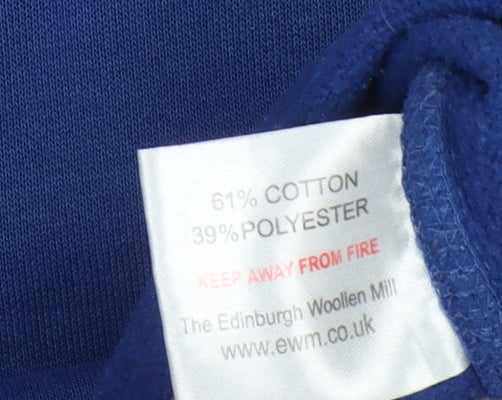 61% COTTON
39%POLYESTER
KEEP AWAY FROM FIRE
The Edinburgh Woollen Mill
www.ewm.co.uk